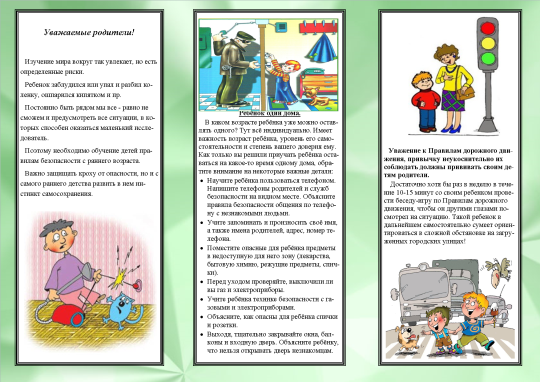 Уважаемые родители!
Изучение мира вокруг так увлекает, но есть
определенные риски.
Ребенок заблудился или упал и разбил ко-
ленку, ошпарился кипятком и пр.
Постоянно быть рядом мы все - равно не
сможем и предусмотреть все ситуации, в ко-
торых способен оказаться маленький иссле-
дователь.
Поэтому необходимо обучение детей пра-
вилам безопасности с раннего возраста.
Важно защищать кроху от опасности, но и с
самого раннего детства развить в нем ин-
стинкт самосохранения.
Ребёнок один дома.
В каком возрасте ребёнка уже можно остав-
лять одного? Тут всё индивидуально. Имеет
важность возраст ребёнка, уровень его само-
стоятельности и степень вашего доверия ему.
Как только вы решили приучать ребёнка оста-
ваться на какое-то время одного дома, обра-
тите внимание на некоторые важные детали:
• Научите ребёнка пользоваться телефоном.
Напишите телефоны родителей и служб
безопасности на видном месте. Объясните
правила безопасности общения по телефо-
ну с незнакомыми людьми.
• Учите запоминать и произносить своё имя,
а также имена родителей, адрес, номер те-
лефона.
• Поместите опасные для ребёнка предметы
в недоступную для него зону (лекарства,
бытовую химию, режущие предметы, спич-
ки).
• Перед уходом проверяйте, выключили ли
вы газ и электроприборы.
• Учите ребёнка технике безопасности с га-
зовыми и электроприборами.
• Объясните, как опасны для ребёнка спички
и розетки.
• Выходя, тщательно закрывайте окна, бал-
коны и входную дверь. Объясните ребёнку,
что нельзя открывать дверь незнакомцам.
Уважение к Правилам дорожного дви-
жения, привычку неукоснительно их
соблюдать должны прививать своим де-
тям родители.
Достаточно хотя бы раз в неделю в тече-
ние 10-15 минут со своим ребенком прове-
сти беседу-игру по Правилам дорожного
движения, чтобы он другими глазами по-
смотрел на ситуацию. Такой ребенок в
дальнейшем самостоятельно сумеет ориен-
тироваться в сложной обстановке на загру-
женных городских улицах!